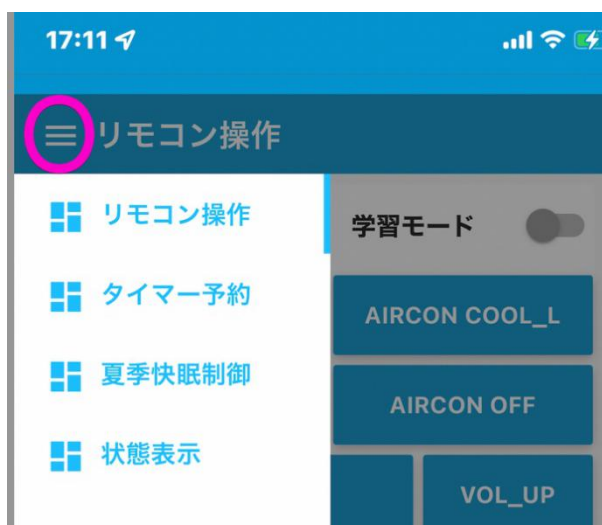 17:11
リモコン操作
リモコン操作
学習モード
タイマー予約
AIRCON COOL_L
夏季快眠制御
AIRCON OFF
状態表示
VOL_UP